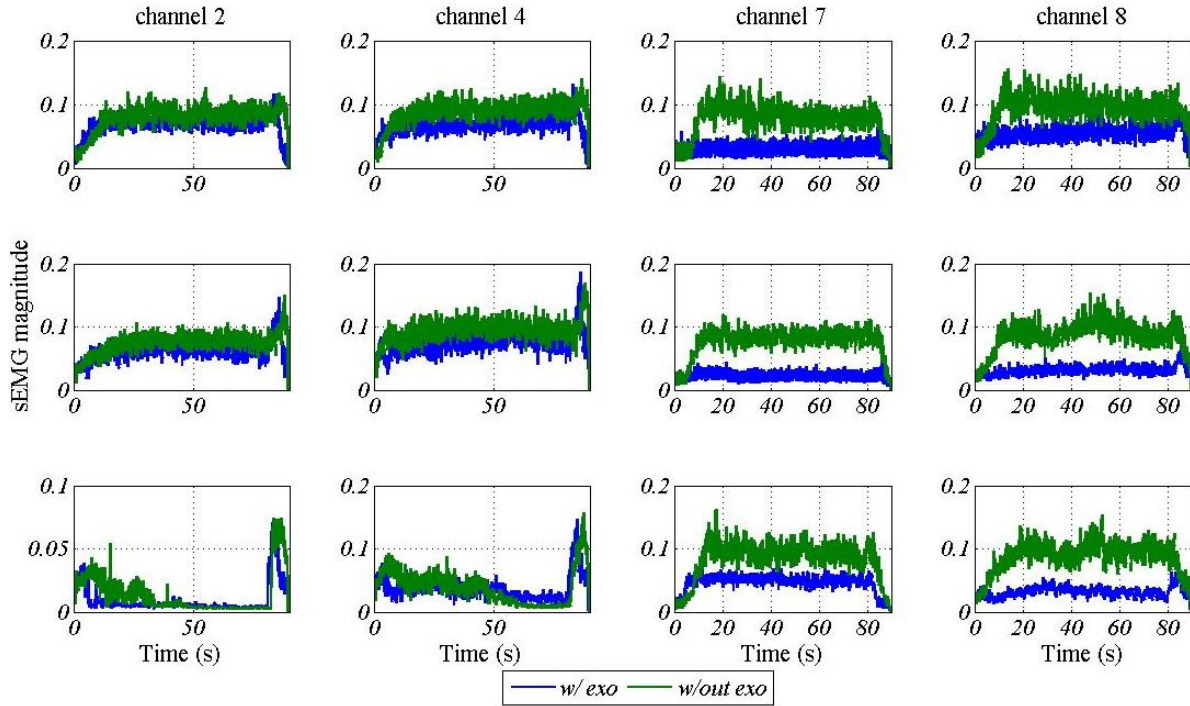 channel 2 channel 4 channel 7 channel 8
0.2 0.2 0.2 0.2
0.1 0.1 0.1 0.1
0 0 0 0
0 50 0 50 0 20 40 60 80 0 20 40 60 80
sEMG magnitude
0.2 0.2 0.2 0.2
0.1 0.1 0.1 0.1
0 0 0 0
0 50 0 50 0 20 40 60 80 0 20 40 60 80
0.1 0.2 0.2 0.2
0.05 0.1 0.1 0.1
0 0 0 0
0 50 0 50 0 20 40 60 80 0 20 40 60 80
Time (s) Time (s) Time (s) Time (s)
w/ exo w/out exo